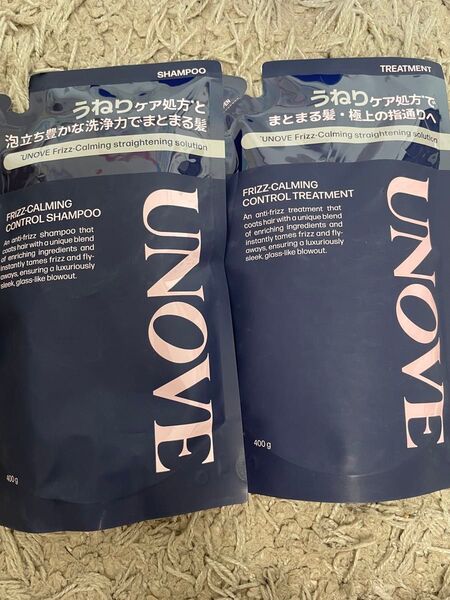 SHAMPOO
うねりケア処方*と
泡立ち豊かな洗浄力でまとまる髪
*UNOVE Frizz-Calming straightening solution
FRIZZ-CALMING
CONTROL SHAMPOO
An anti-frizz shampoo that
coats hair with a unique blend
of enriching ingredients and
instantly tames frizz and fly-
aways, ensuring a luxuriously
sleek, glass-like blowout.
UNOVE
400 g
TREATMENT
うねりケア処方*で
まとまる髪・極上の指通りへ
*UNOVE Frizz-Calming straightening solution
FRIZZ-CALMING
CONTROL TREATMENT
An anti-frizz treatment that
coats hair with a unique blend
of enriching ingredients and
instantly tames frizz and fly-
aways, ensuring a luxuriously
sleek, glass-like blowout.
UNOVE
400 g